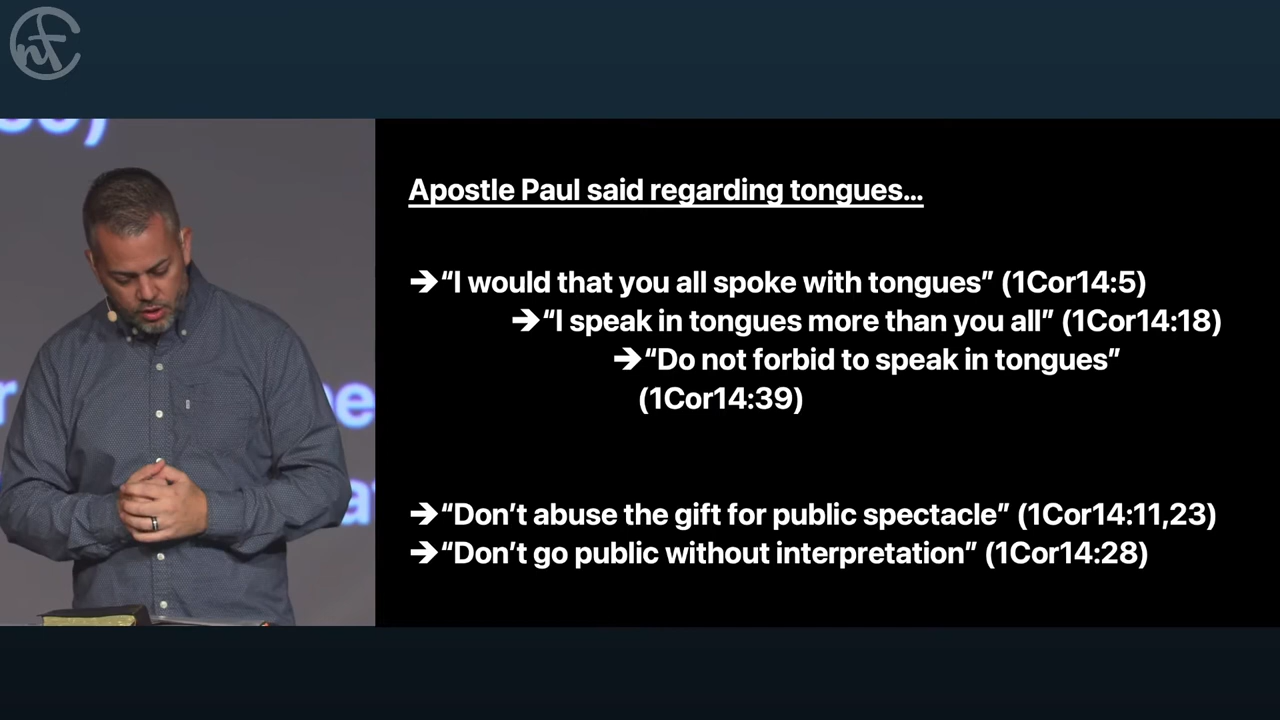 Apostle Paul said regarding tongues...
➔“I would that you all spoke with tongues” (1Cor14:5)
➔“I speak in tongues more than you all” (1Cor14:18)
➔“Do not forbid to speak in tongues”
(1Cor14:39)
➔“Don’t abuse the gift for public spectacle” (1Cor14:11,23)
➔“Don’t go public without interpretation” (1Cor14:28)